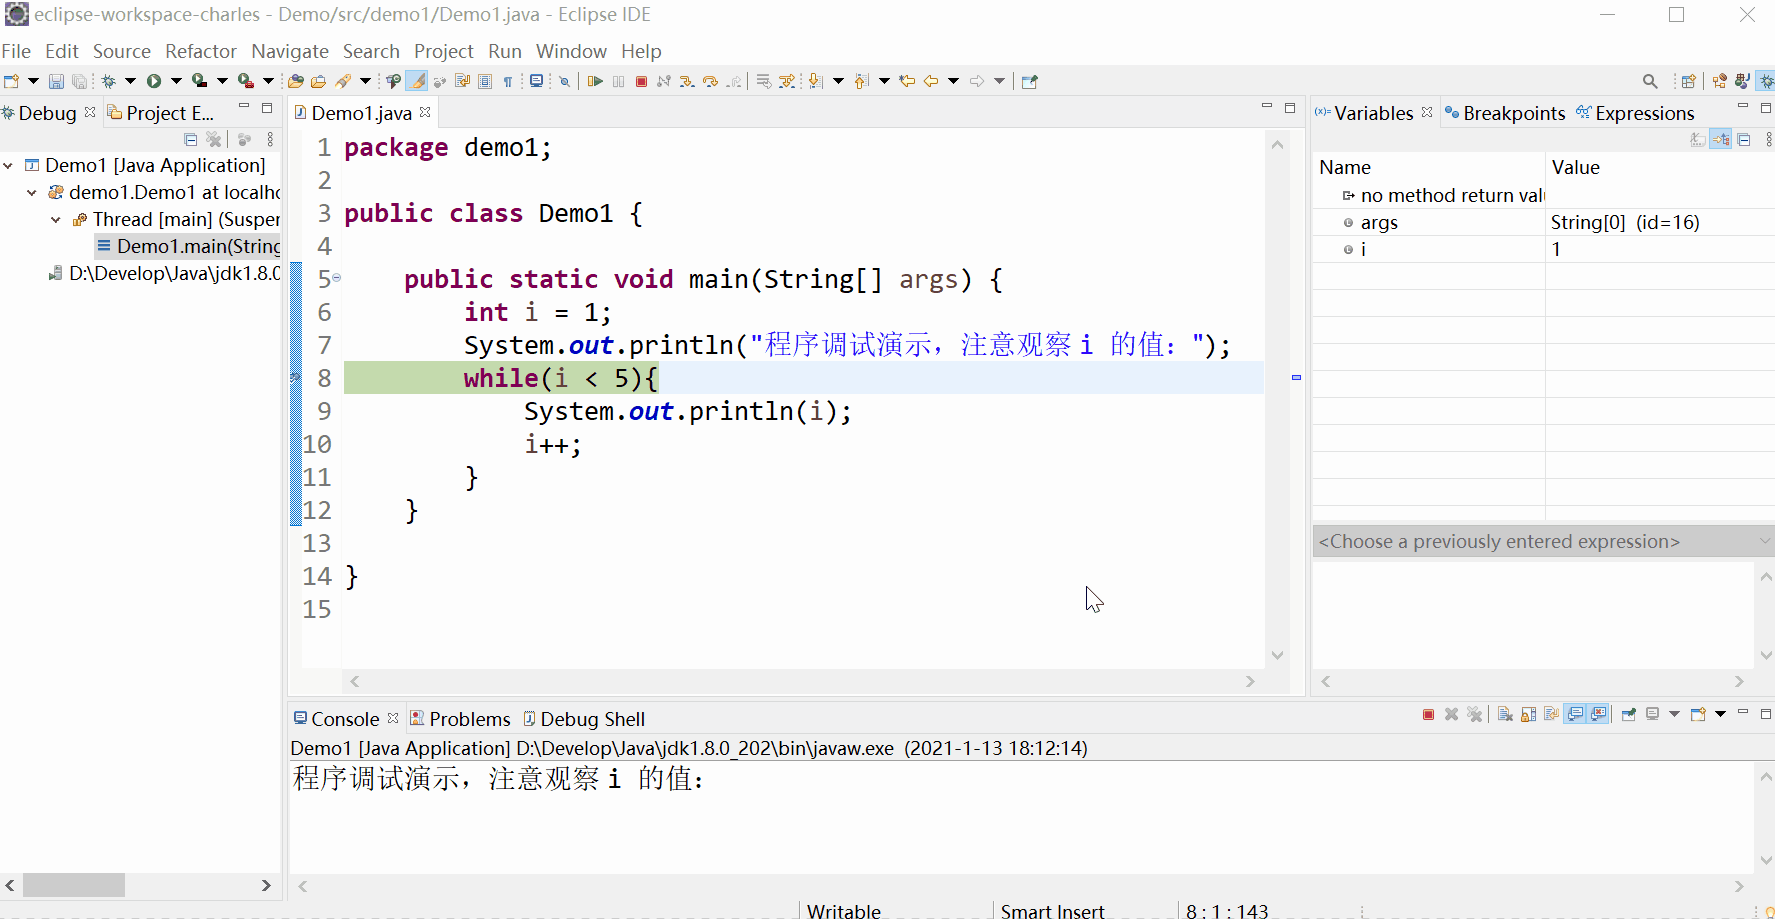 eclipse-workspace-charles - Demo/src/demo1/Demo1.java - Eclipse IDE
File Edit Source Refactor Navigate Search Project Run Window Help
Debug Project E...
Demo1 [Java Application]
demo1.Demo1 at localho
Thread [main] (Susper
Demo1.main(String
D:\Develop\Java\jdk1.8.0
Demo1.java
1 package demo1;
2
3 public class Demo1 {
4
5 public static void main(String[] args) {
6 int i = 1;
7 System.out.println("程序调试演示，注意观察i 的值：");
8 while(i < 5){
9 System.out.println(i);
10 i++;
11 }
12 }
13
14 }
15
Variables Breakpoints Expressions
Name Value
no method return valu
args String[0] (id=16)
i 1
<Choose a previously entered expression>
Console Problems Debug Shell
Demo1 [Java Application] D:\Develop\Java\jdk1.8.0_202\bin\javaw.exe (2021-1-13 18:12:14)
程序调试演示，注意观察i 的值：
Writable Smart Insert 8 : 1 : 143